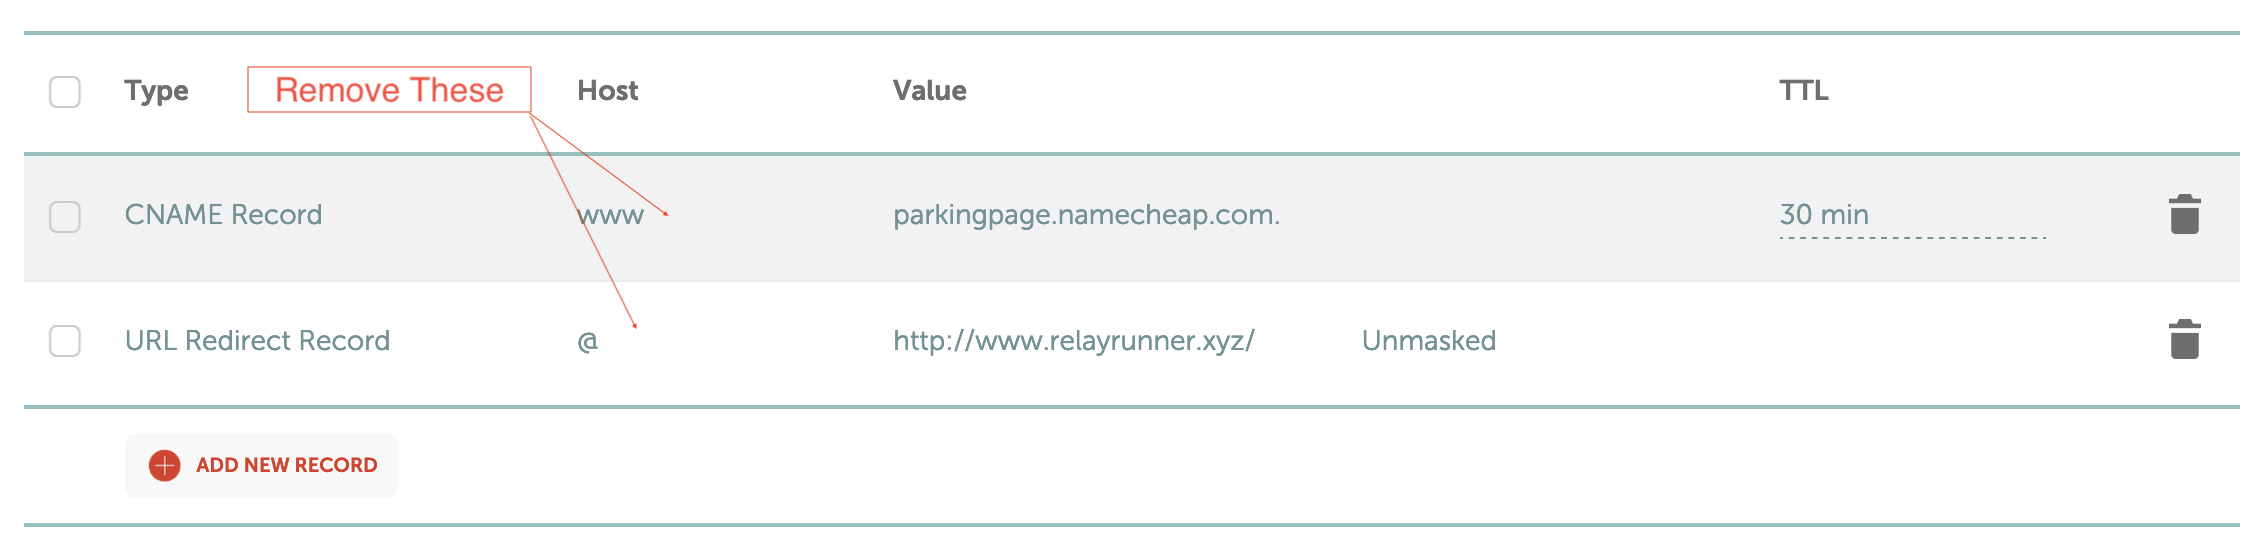 Type Remove These Host Value TTL
CNAME Record www parkingpage.namecheap.com. 30 min
URL Redirect Record @ http://www.relayrunner.xyz/ Unmasked
ADD NEW RECORD